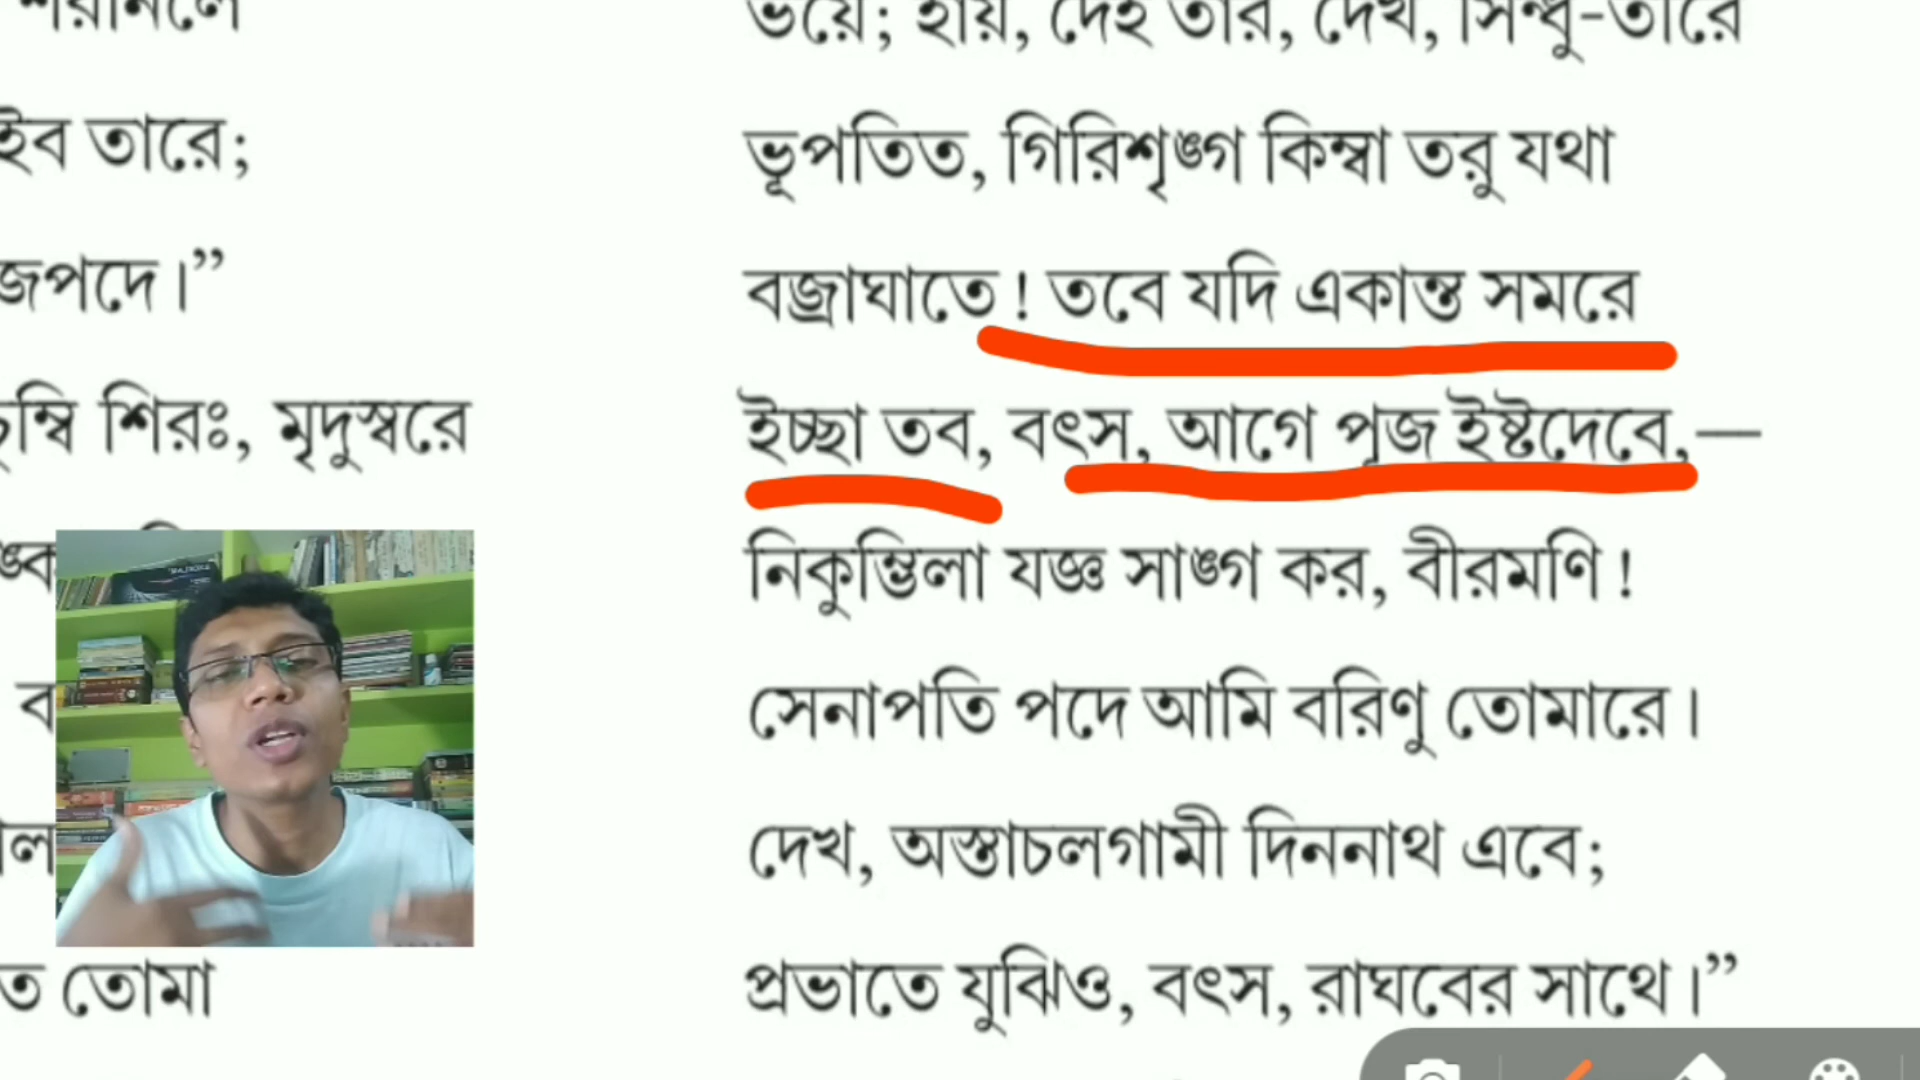 ইব তারে;
জপদে।”
চুম্বি শিরঃ, মৃদুস্বরে
ত তোমা
ভয়ে; হায়, দেহ তার, দেখ, সিন্ধু-তীরে
ভূপতিত, গিরিশৃঙ্গ কিম্বা তরু যথা
বজ্রাঘাতে! তবে যদি একান্ত সমরে
ইচ্ছা তব, বৎস, আগে পূজ ইষ্টদেবে,—
নিকুম্ভিলা যজ্ঞ সাঙ্গ কর, বীরমণি!
সেনাপতি পদে আমি বরিণু তোমারে।
দেখ, অস্তাচলগামী দিননাথ এবে;
প্রভাতে যুঝিও, বৎস, রাঘবের সাথে।”